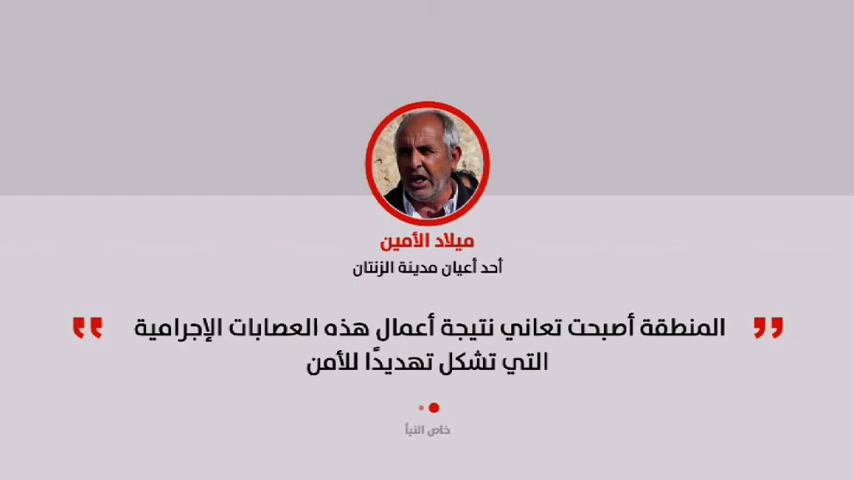 ميلاد الأمين
أحد أعيان مدينة الزنتان
المنطقة أصبحت تعاني نتيجة أعمال هذه العصابات الإجرامية
التي تشكل تهديدًا للأمن
خاص النبأ